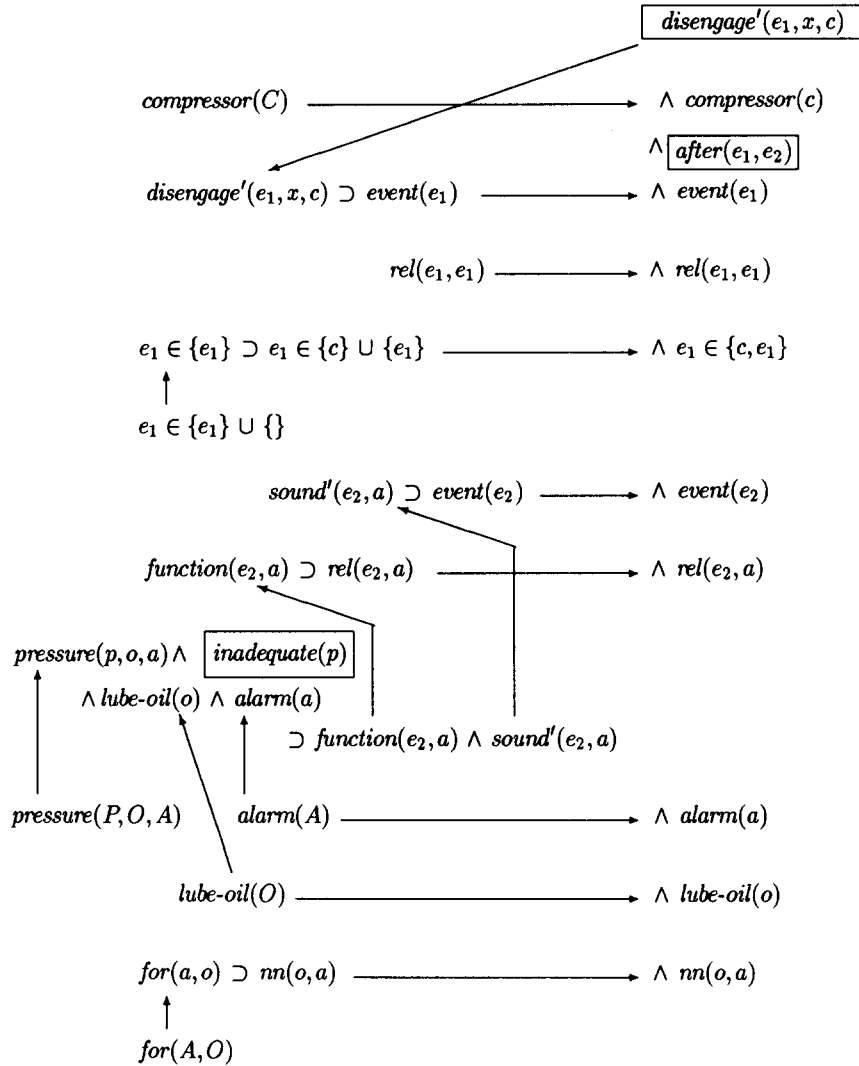 disengage′(e₁, x, c)
compressor(C) ∧ compressor(c)
∧ after(e₁, e₂)
disengage′(e₁, x, c) ⊃ event(e₁) ∧ event(e₁)
rel(e₁, e₁) ∧ rel(e₁, e₁)
e₁ ∈ {e₁} ⊃ e₁ ∈ {c} ∪ {e₁} ∧ e₁ ∈ {c, e₁}
e₁ ∈ {e₁} ∪ {}
sound′(e₂, a) ⊃ event(e₂) ∧ event(e₂)
function(e₂, a) ⊃ rel(e₂, a) ∧ rel(e₂, a)
pressure(p, o, a) ∧ inadequate(p)
∧ lube-oil(o) ∧ alarm(a)
⊃ function(e₂, a) ∧ sound′(e₂, a)
pressure(P, O, A) alarm(A) ∧ alarm(a)
lube-oil(O) ∧ lube-oil(o)
for(a, o) ⊃ nn(o, a) ∧ nn(o, a)
for(A, O)